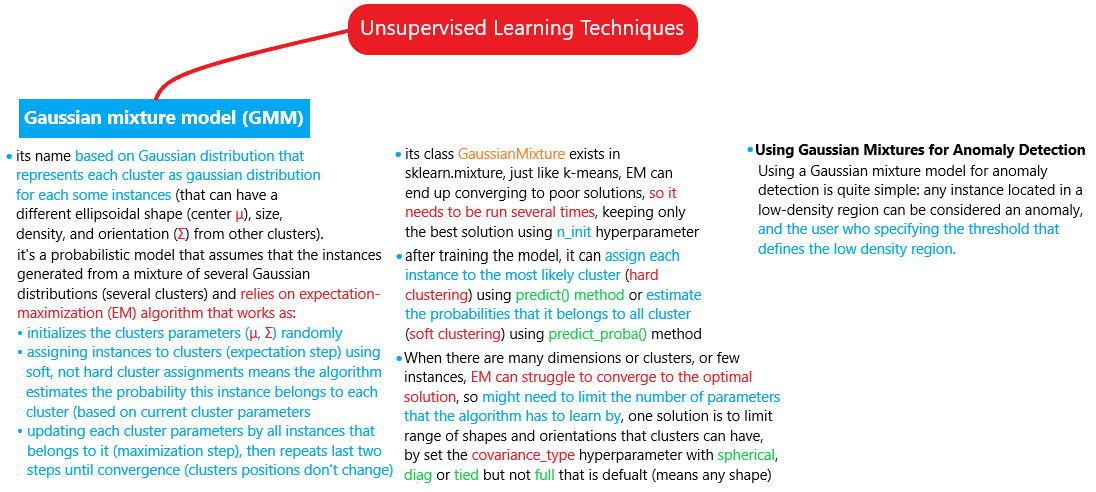 Unsupervised Learning Techniques
Gaussian mixture model (GMM)
• its name based on Gaussian distribution that
represents each cluster as gaussian distribution
for each some instances (that can have a
different ellipsoidal shape (center μ), size,
density, and orientation (Σ) from other clusters).
it's a probabilistic model that assumes that the instances
generated from a mixture of several Gaussian
distributions (several clusters) and relies on expectation-
maximization (EM) algorithm that works as:
• initializes the clusters parameters (μ, Σ) randomly
• assigning instances to clusters (expectation step) using
soft, not hard cluster assignments means the algorithm
estimates the probability this instance belongs to each
cluster (based on current cluster parameters
• updating each cluster parameters by all instances that
belongs to it (maximization step), then repeats last two
steps until convergence (clusters positions don't change)
• its class GaussianMixture exists in
sklearn.mixture, just like k-means, EM can
end up converging to poor solutions, so it
needs to be run several times, keeping only
the best solution using n_init hyperparameter
• after training the model, it can assign each
instance to the most likely cluster (hard
clustering) using predict() method or estimate
the probabilities that it belongs to all cluster
(soft clustering) using predict_proba() method
• When there are many dimensions or clusters, or few
instances, EM can struggle to converge to the optimal
solution, so might need to limit the number of parameters
that the algorithm has to learn by, one solution is to limit
range of shapes and orientations that clusters can have,
by set the covariance_type hyperparameter with spherical,
diag or tied but not full that is defualt (means any shape)
• Using Gaussian Mixtures for Anomaly Detection
Using a Gaussian mixture model for anomaly
detection is quite simple: any instance located in a
low-density region can be considered an anomaly,
and the user who specifying the threshold that
defines the low density region.